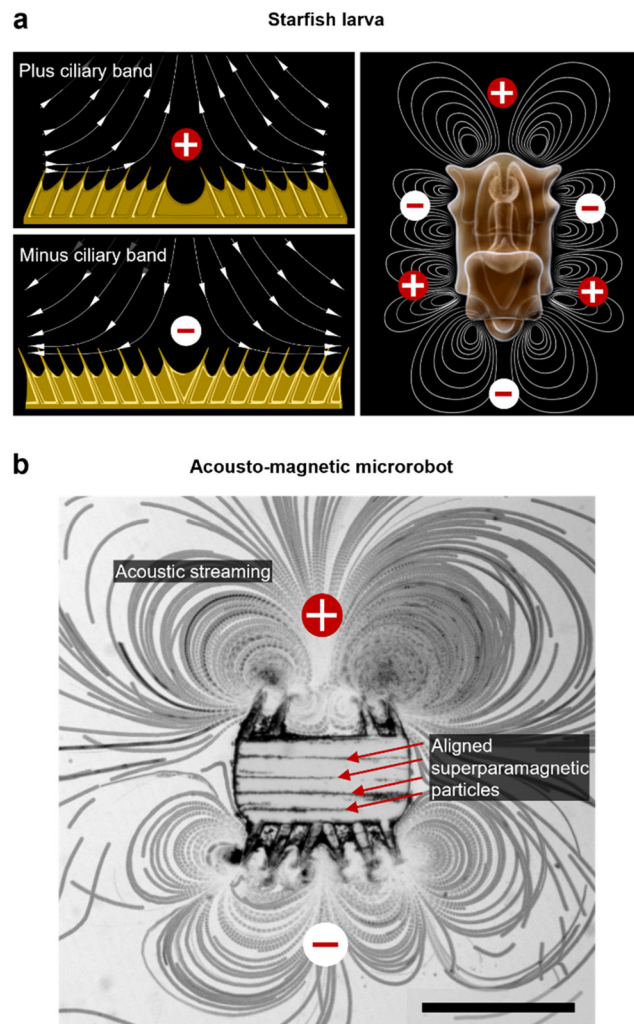 a
Starfish larva
Plus ciliary band
+
Minus ciliary band
−
+
−
−
+
+
−
b
Acousto-magnetic microrobot
Acoustic streaming
+
Aligned
superparamagnetic
particles
−